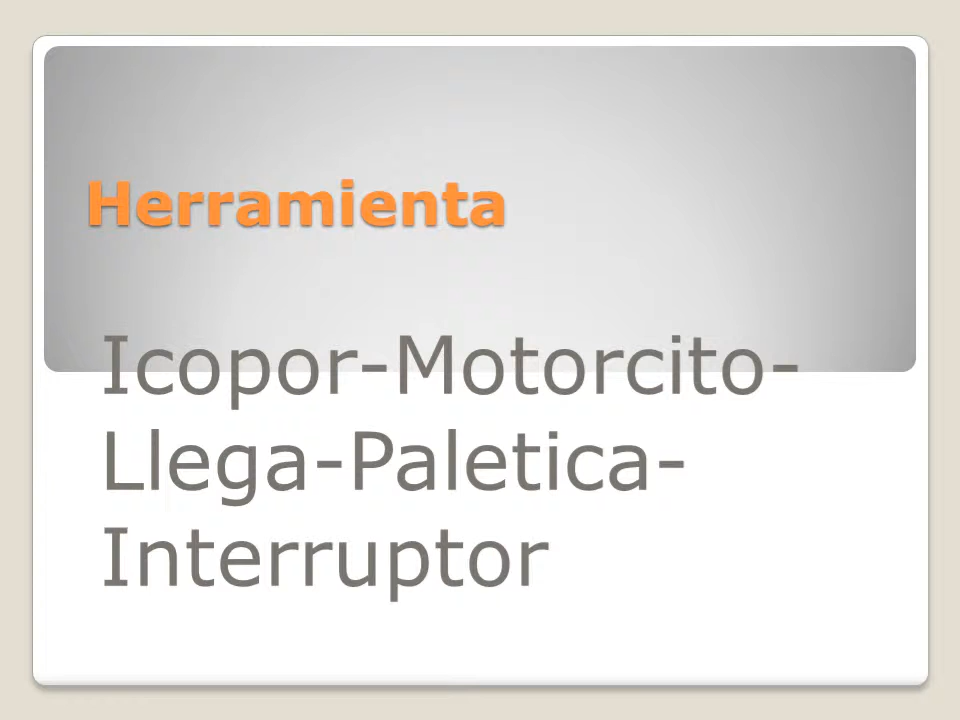 Herramienta
Icopor-Motorcito-
Llega-Paletica-
Interruptor